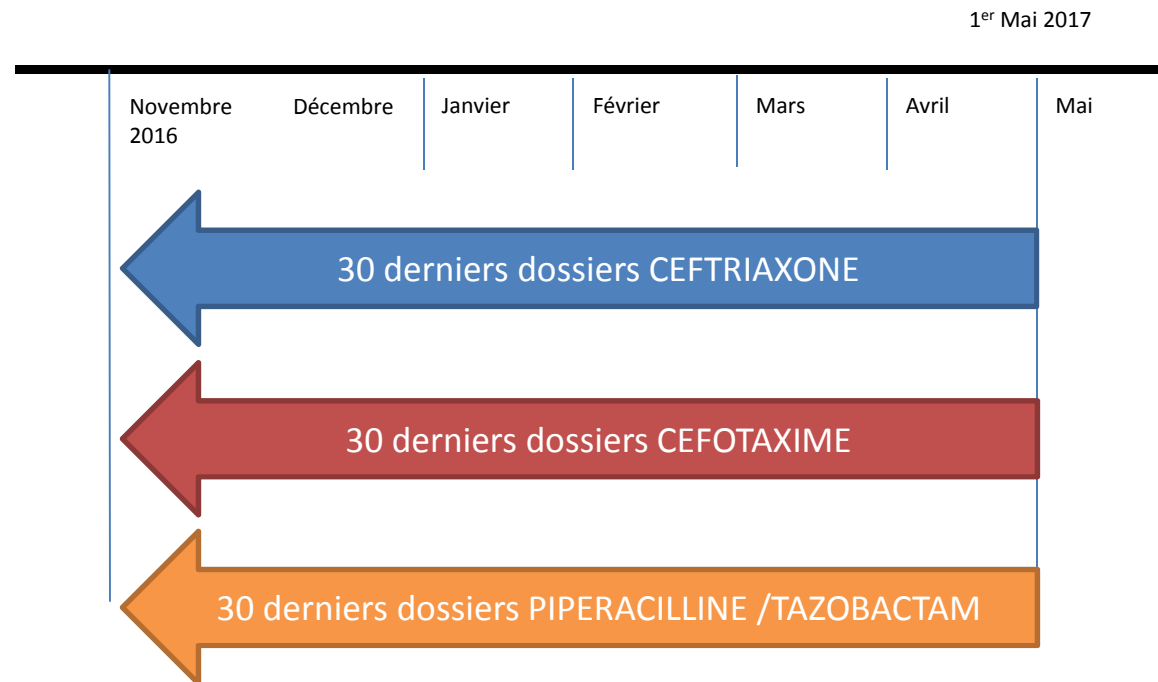 1er Mai 2017
Novembre 2016
Décembre
Janvier
Février
Mars
Avril
Mai
30 derniers dossiers CEFTRIAXONE
30 derniers dossiers CEFOTAXIME
30 derniers dossiers PIPERACILLINE /TAZOBACTAM